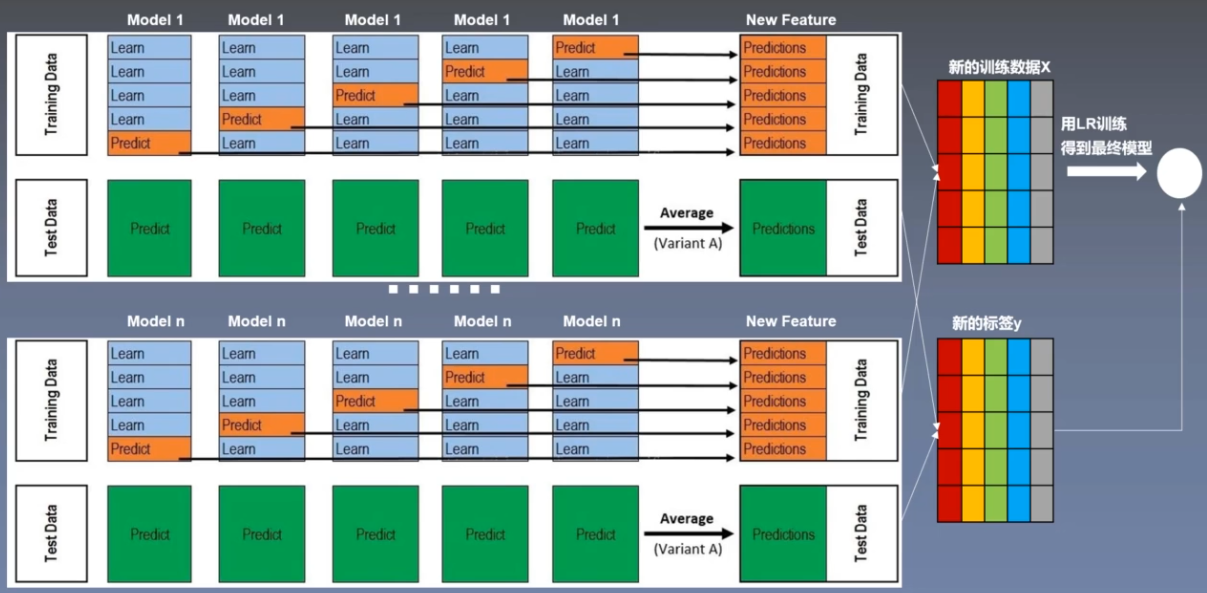 Model 1 Model 1 Model 1 Model 1 Model 1 New Feature
Training Data
Learn Learn Learn Learn Predict Predictions
Learn Learn Learn Predict Learn Predictions
Learn Learn Predict Learn Learn Predictions
Learn Predict Learn Learn Learn Predictions
Predict Learn Learn Learn Learn Predictions
Training Data
Test Data
Predict Predict Predict Predict Predict
Average
(Variant A)
Predictions
Test Data
Model n Model n Model n Model n Model n New Feature
Training Data
Learn Learn Learn Learn Predict Predictions
Learn Learn Learn Predict Learn Predictions
Learn Learn Predict Learn Learn Predictions
Learn Predict Learn Learn Learn Predictions
Predict Learn Learn Learn Learn Predictions
Training Data
Test Data
Predict Predict Predict Predict Predict
Average
(Variant A)
Predictions
Test Data
新的训练数据X
用LR训练
得到最终模型
新的标签y